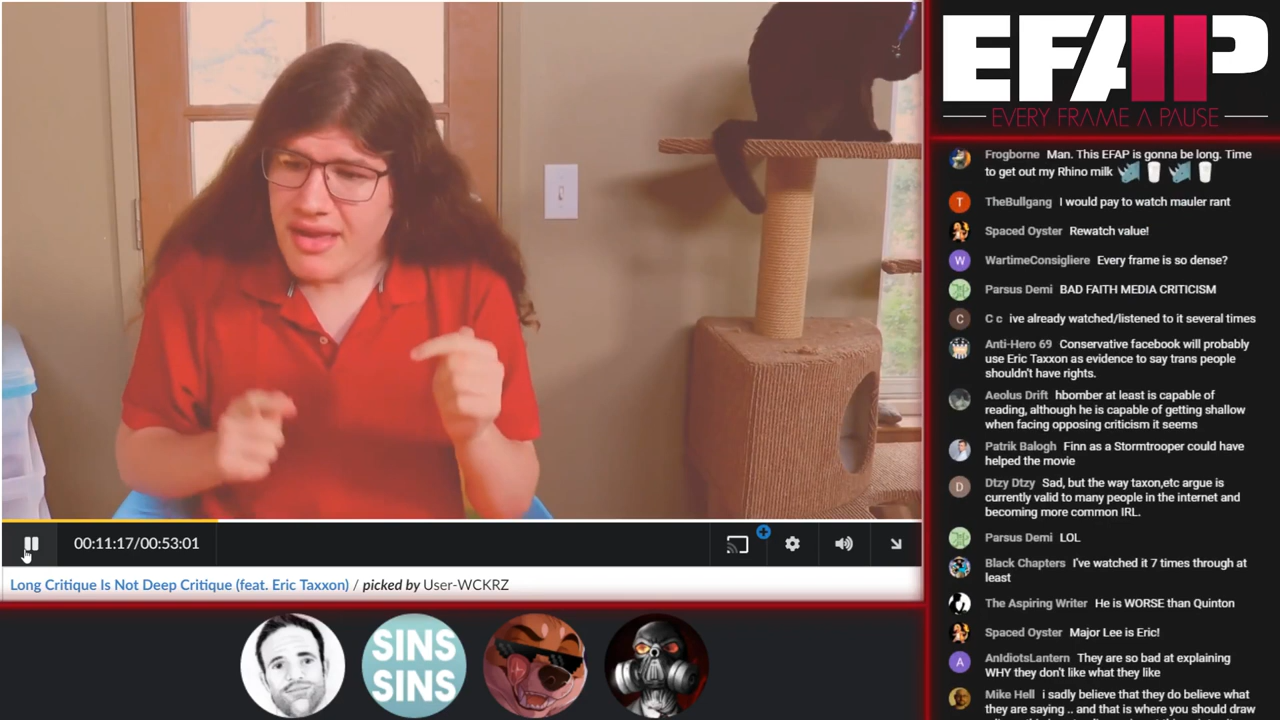 EFAP
EVERY FRAME A PAUSE
Frogborne Man. This EFAP is gonna be long. Time
to get out my Rhino milk
T TheBullgang I would pay to watch mauler rant
Spaced Oyster Rewatch value!
W WartimeConsigliere Every frame is so dense?
Parsus Demi BAD FAITH MEDIA CRITICISM
C C c ive already watched/listened to it several times
Anti-Hero 69 Conservative facebook will probably
use Eric Taxxon as evidence to say trans people
shouldn't have rights.
Aeolus Drift hbomber at least is capable of
reading, although he is capable of getting shallow
when facing opposing criticism it seems
Patrik Balogh Finn as a Stormtrooper could have
helped the movie
D Dtzy Dtzy Sad, but the way taxon,etc argue is
currently valid to many people in the internet and
becoming more common IRL.
Parsus Demi LOL
Black Chapters I've watched it 7 times through at
least
The Aspiring Writer He is WORSE than Quinton
Spaced Oyster Major Lee is Eric!
A AnIdiotsLantern They are so bad at explaining
WHY they don't like what they like
Mike Hell i sadly believe that they do believe what
they are saying .. and that is where you should draw
00:11:17/00:53:01
Long Critique Is Not Deep Critique (feat. Eric Taxxon) / picked by User-WCKRZ
SINS
SINS